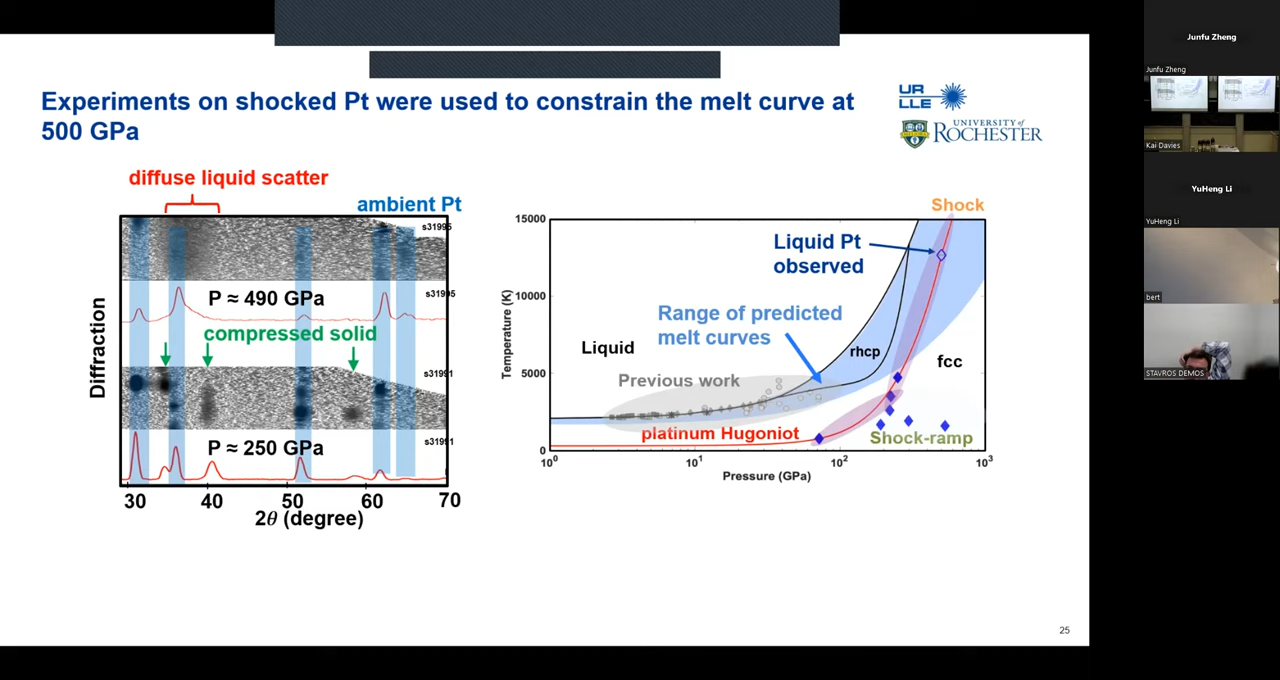 Experiments on shocked Pt were used to constrain the melt curve at
500 GPa
UR
LLE
UNIVERSITY of
ROCHESTER
diffuse liquid scatter
ambient Pt
s31995
P ≈ 490 GPa
s31995
compressed solid
s31991
P ≈ 250 GPa
s31991
Diffraction
30
40
50
60
70
2θ (degree)
Shock
15000
10000
5000
0
Temperature (K)
Liquid Pt
observed
Range of predicted
melt curves
Liquid
rhcp
fcc
Previous work
platinum Hugoniot
Shock-ramp
10⁰
10¹
10²
10³
Pressure (GPa)
25
Junfu Zheng
Junfu Zheng
Kai Davies
YuHeng Li
YuHeng Li
bert
STAVROS DEMOS